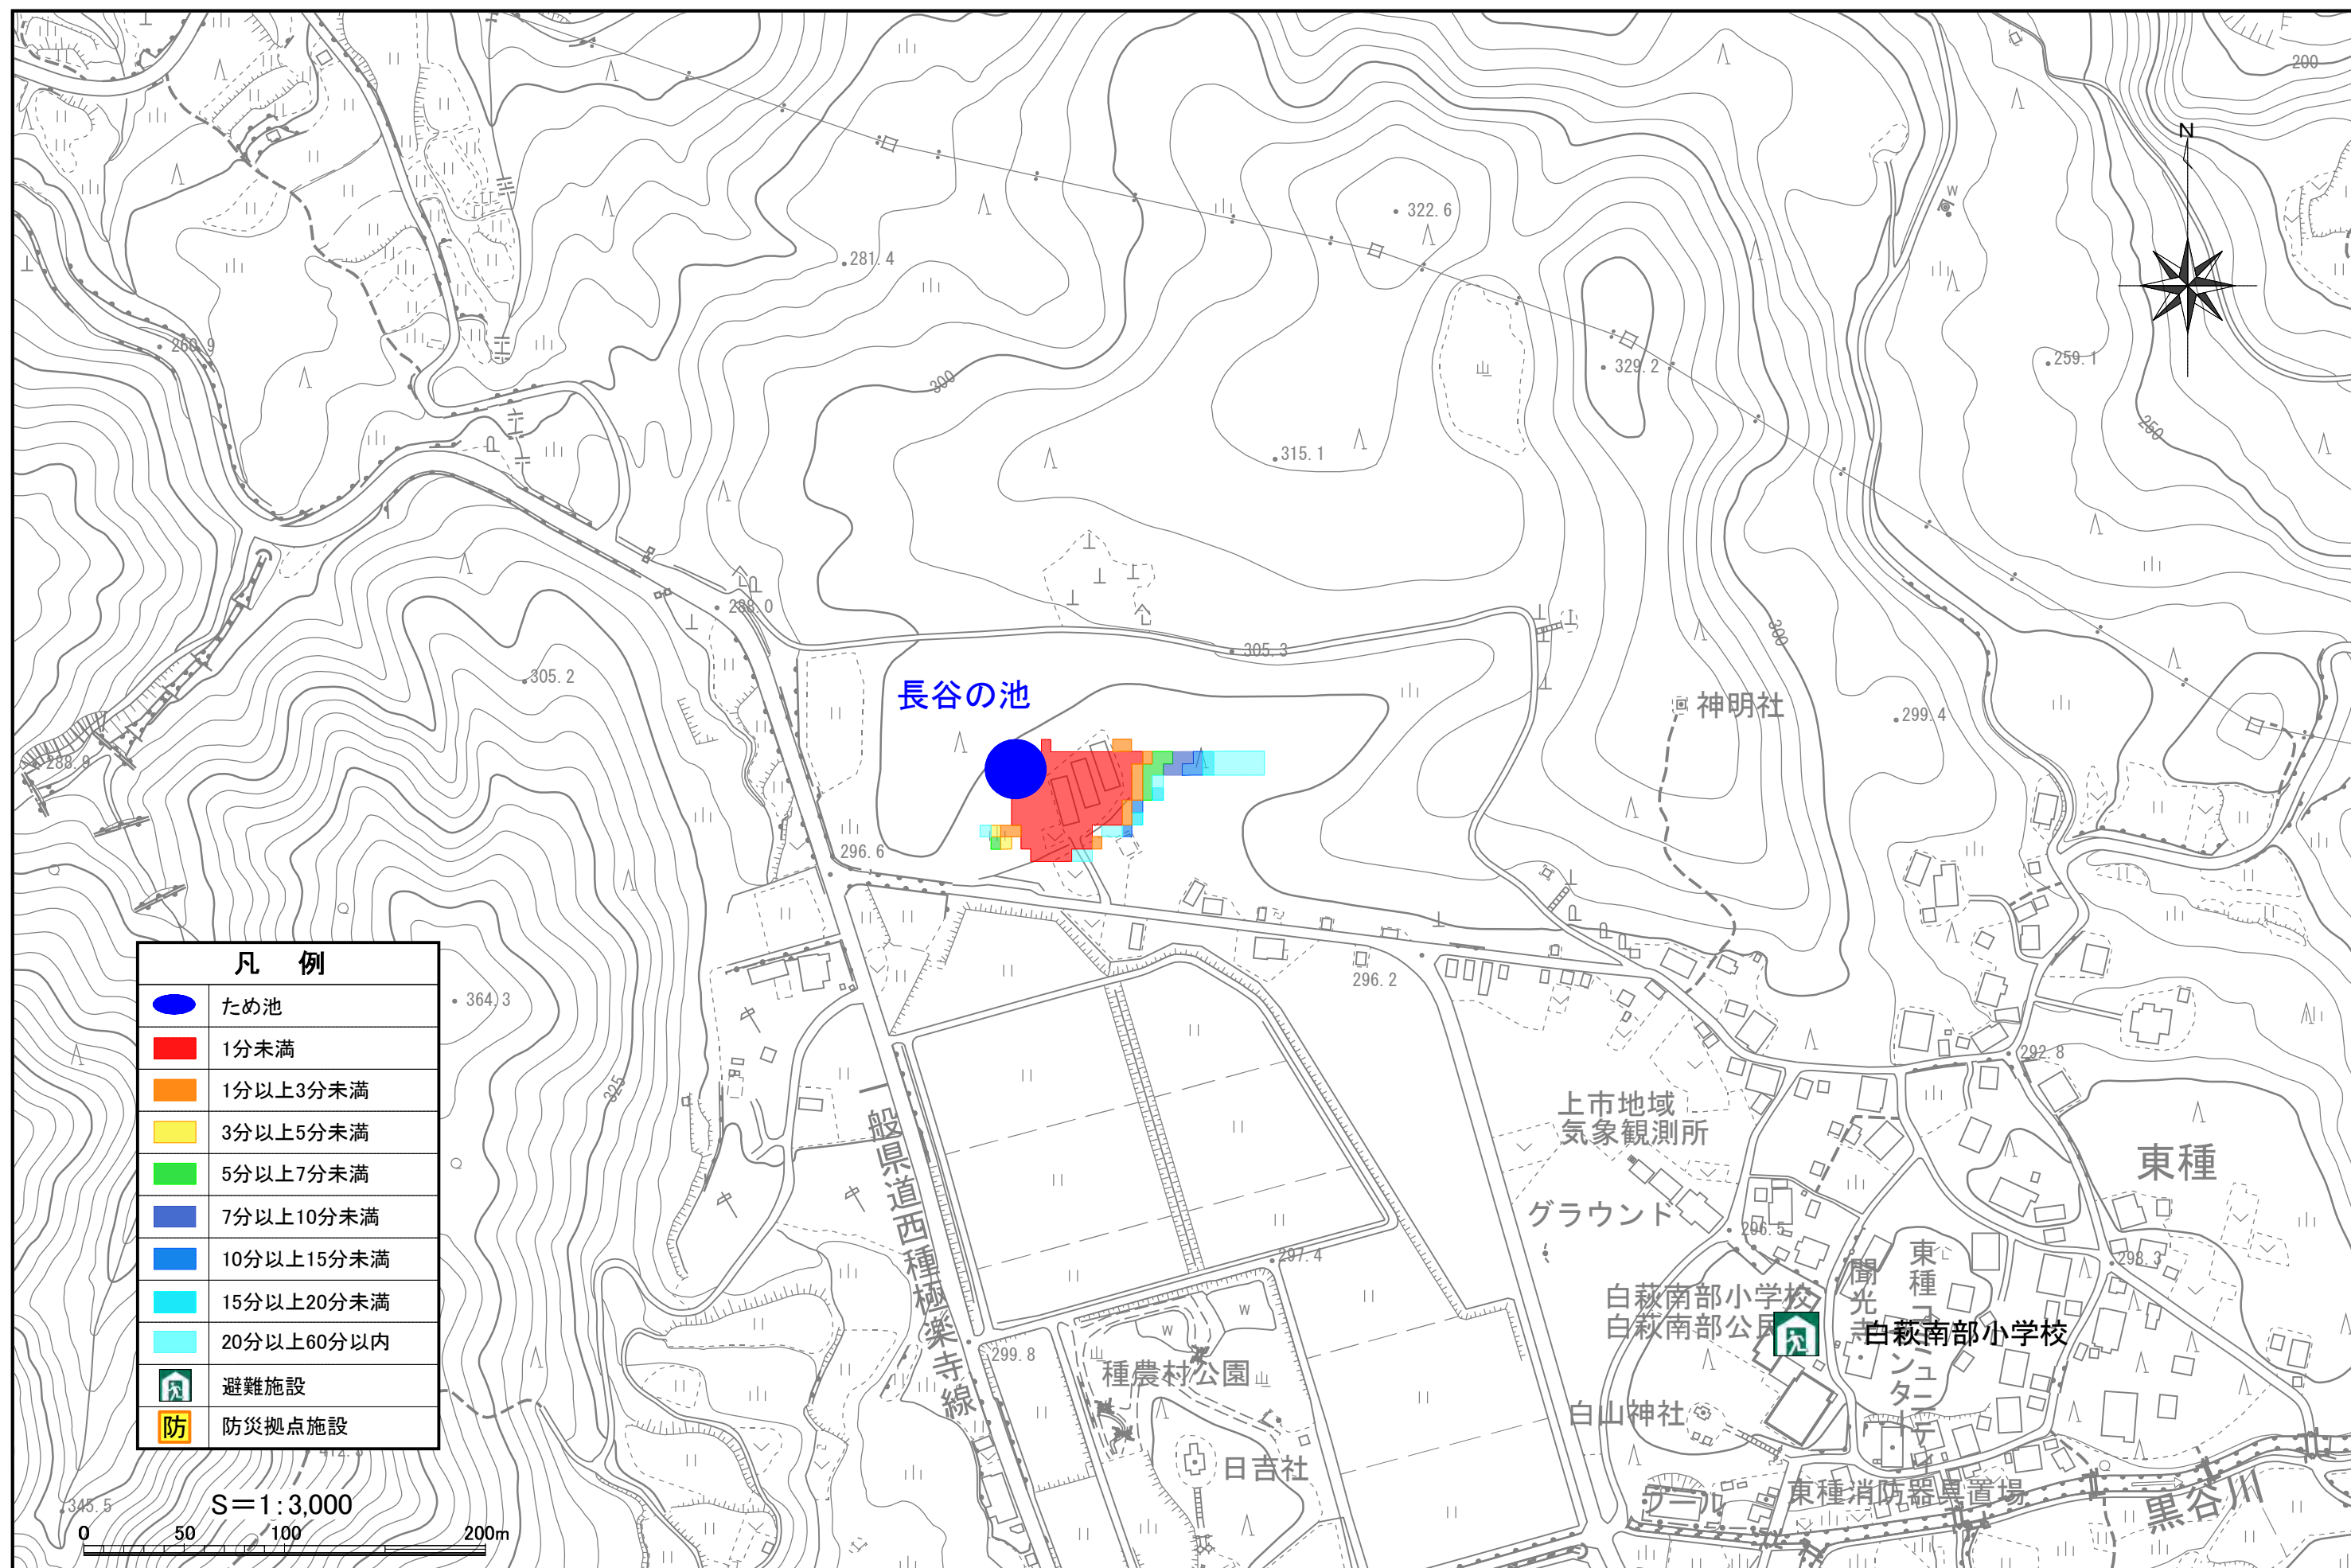 200
N
W
322.6
281.4
260.9
329.2
259.1
300
250
315.1
288.0
305.3
300
305.2
長谷の池
神明社
299.4
288.9
296.6
296.2
凡 例
ため池
1分未満
1分以上3分未満
3分以上5分未満
5分以上7分未満
7分以上10分未満
10分以上15分未満
15分以上20分未満
20分以上60分以内
避難施設
防 防災拠点施設
364.3
325
292.8
上市地域
気象観測所
東種
一般県道西種極楽寺線
グラウンド
296.5
297.4
298.3
聞光寺
東種コミュニティセンター
白萩南部小学校
白萩南部公民
白萩南部小学校
W
W
299.8
種農村公園
白山神社
日吉社
412.3
345.5
S=1:3,000
0 50 100 200m
プール
東種消防器具置場
黒谷川